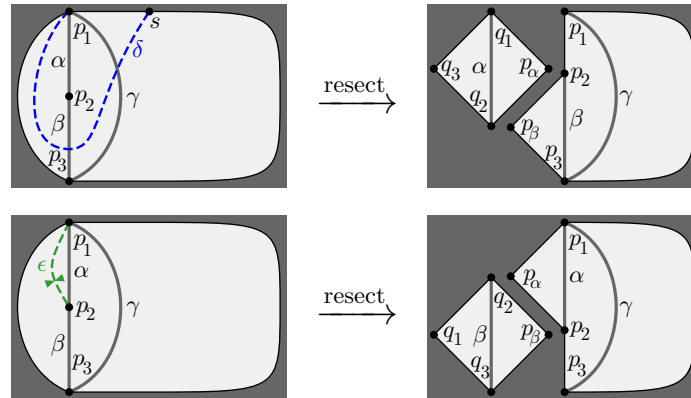 p₁ s
α δ
p₂ γ
β
p₃
resect
q₁ p₁
q₃ α pα p₂
q₂ pβ β γ
p₃
p₁
ϵ α
p₂ γ
β
p₃
resect
p₁
pα α
q₂ γ
q₁ β pβ p₂
q₃